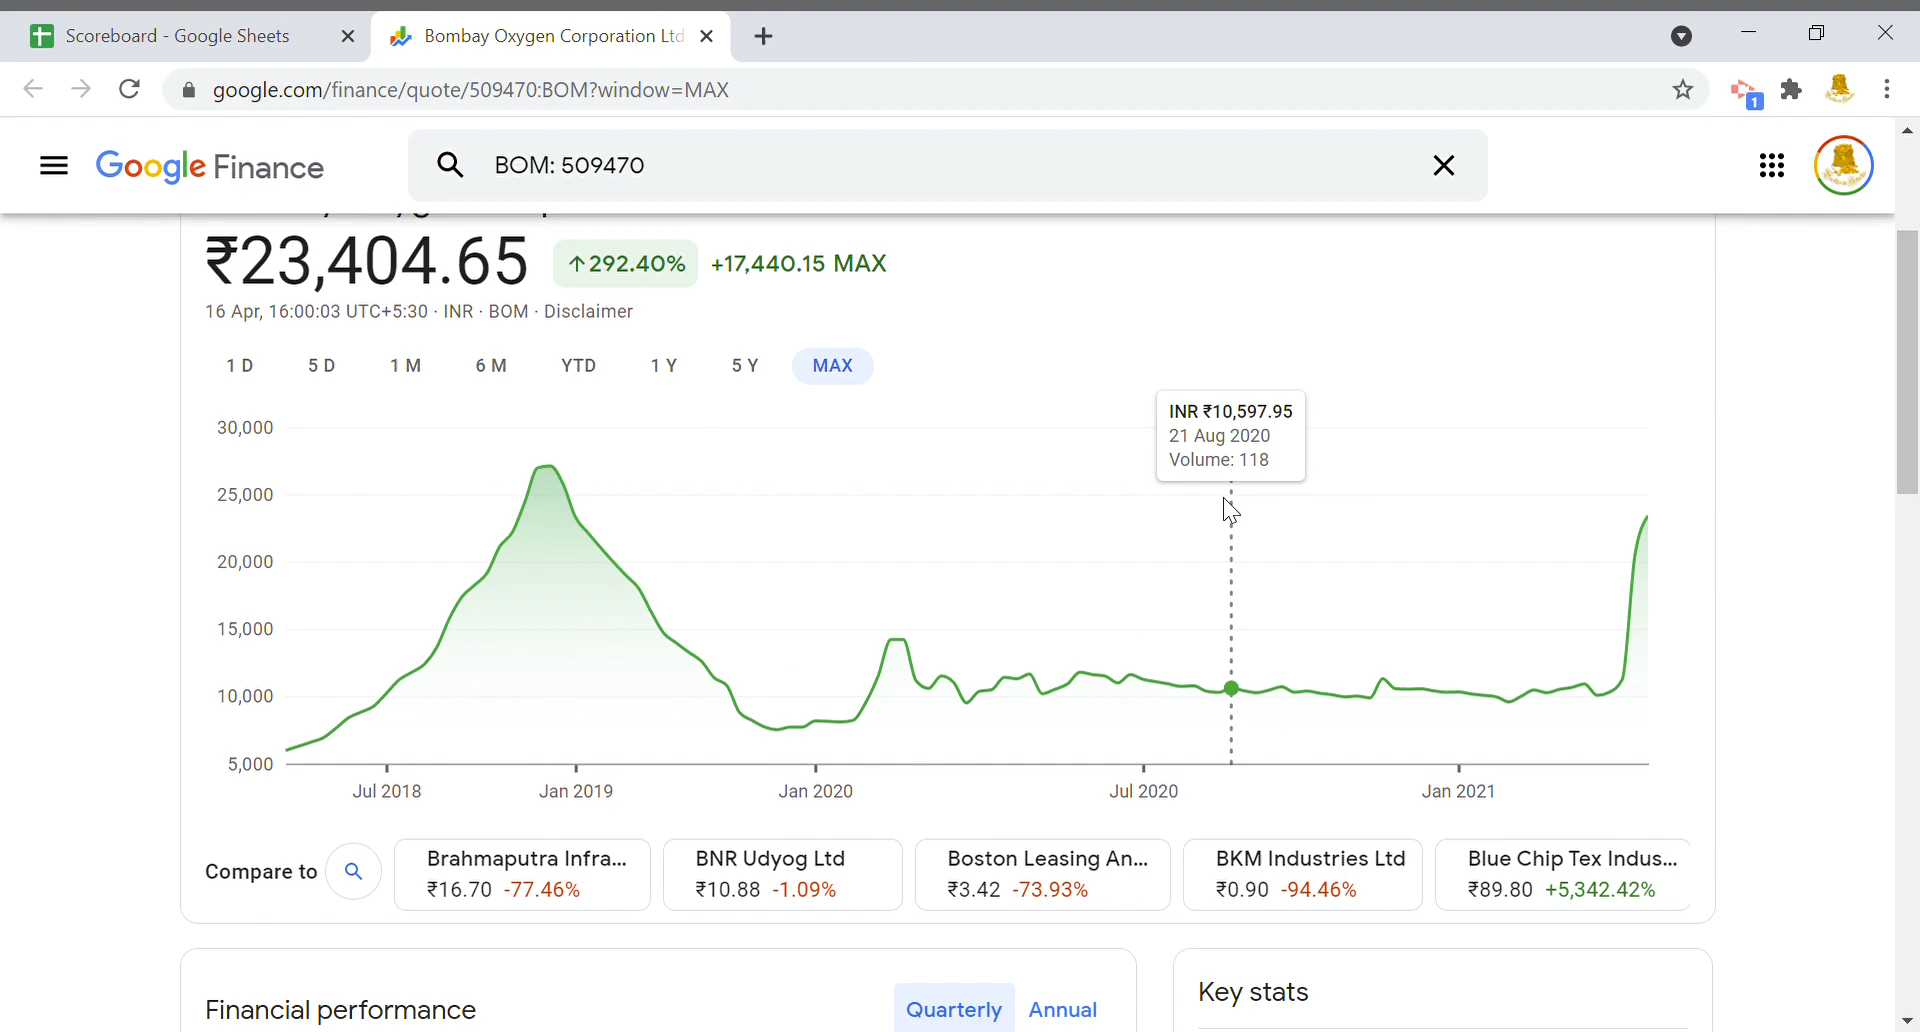 Scoreboard - Google Sheets
Bombay Oxygen Corporation Ltd
google.com/finance/quote/509470:BOM?window=MAX
1
Google Finance
BOM: 509470
₹23,404.65
↑292.40%
+17,440.15 MAX
16 Apr, 16:00:03 UTC+5:30 · INR · BOM · Disclaimer
1 D
5 D
1 M
6 M
YTD
1 Y
5 Y
MAX
INR ₹10,597.95
21 Aug 2020
Volume: 118
30,000
25,000
20,000
15,000
10,000
5,000
Jul 2018
Jan 2019
Jan 2020
Jul 2020
Jan 2021
Compare to
Brahmaputra Infra...
₹16.70 -77.46%
BNR Udyog Ltd
₹10.88 -1.09%
Boston Leasing An...
₹3.42 -73.93%
BKM Industries Ltd
₹0.90 -94.46%
Blue Chip Tex Indus...
₹89.80 +5,342.42%
Financial performance
Quarterly
Annual
Key stats